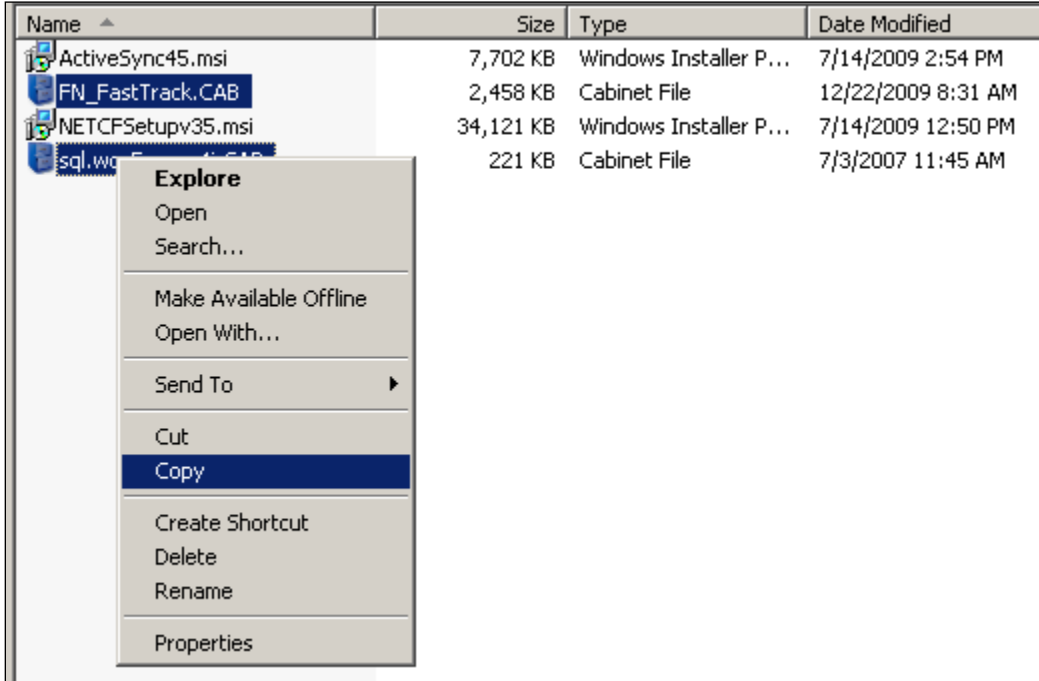 Name Size Type Date Modified
ActiveSync45.msi 7,702 KB Windows Installer P... 7/14/2009 2:54 PM
FN_FastTrack.CAB 2,458 KB Cabinet File 12/22/2009 8:31 AM
NETCFSetupv35.msi 34,121 KB Windows Installer P... 7/14/2009 12:50 PM
221 KB Cabinet File 7/3/2007 11:45 AM
Explore
Open
Search...
Make Available Offline
Open With...
Send To
Cut
Copy
Create Shortcut
Delete
Rename
Properties